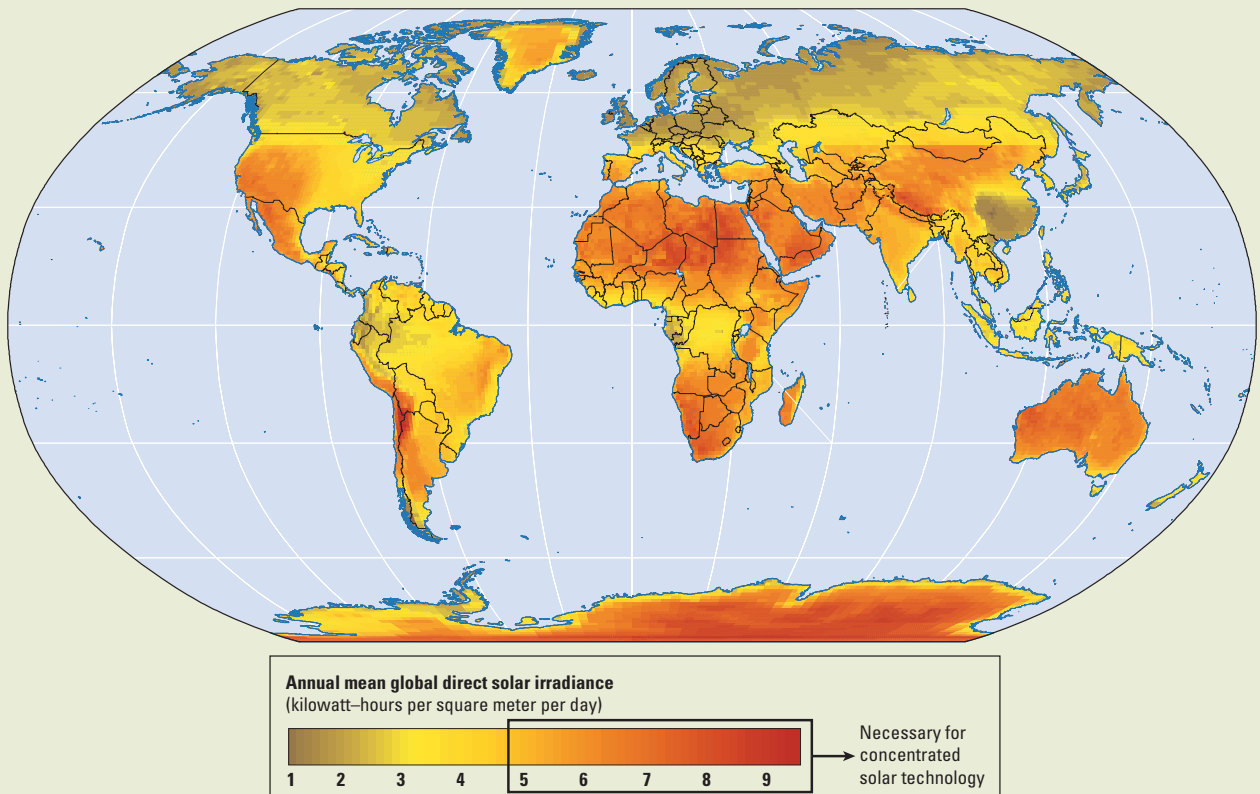 Annual mean global direct solar irradiance
(kilowatt–hours per square meter per day)
1 2 3 4 5 6 7 8 9
Necessary for
concentrated
solar technology